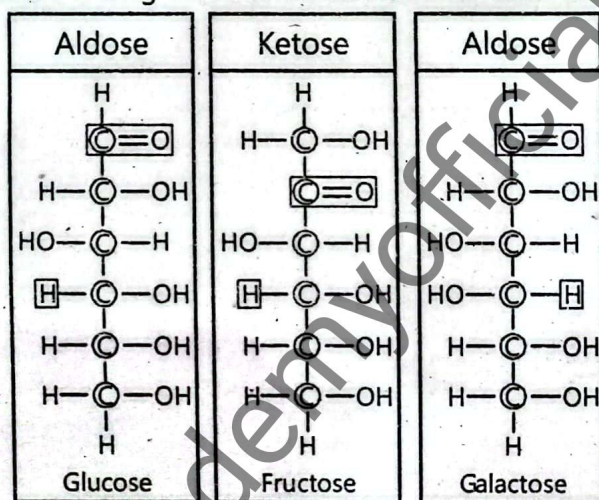 Aldose Ketose Aldose
H H H
C=O H—C—OH C=O
H—C—OH C=O H—C—OH
HO—C—H HO—C—H HO—C—H
H—C—OH H—C—OH HO—C—H
H—C—OH H—C—OH H—C—OH
H—C—OH H—C—OH H—C—OH
H H H
Glucose Fructose Galactose
demyofficia